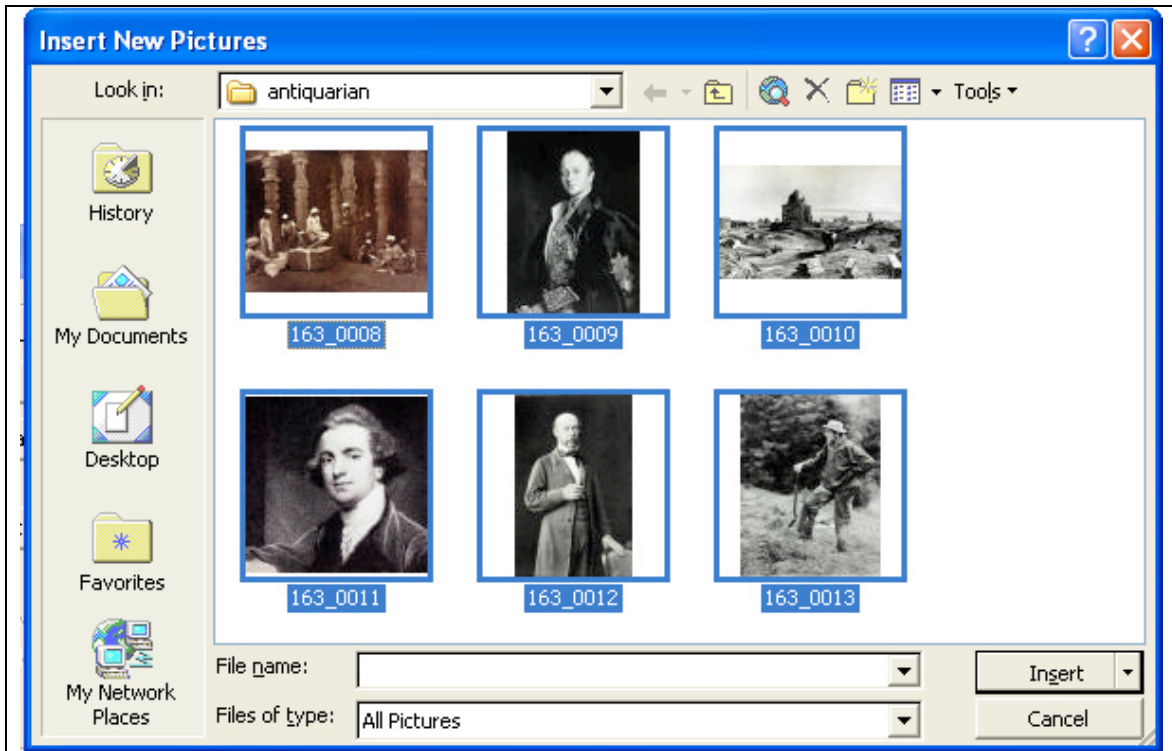 Insert New Pictures
Look in:
antiquarian
Tools
History
My Documents
Desktop
Favorites
My Network
Places
163_0008
163_0009
163_0010
163_0011
163_0012
163_0013
File name:
Insert
Files of type:
All Pictures
Cancel